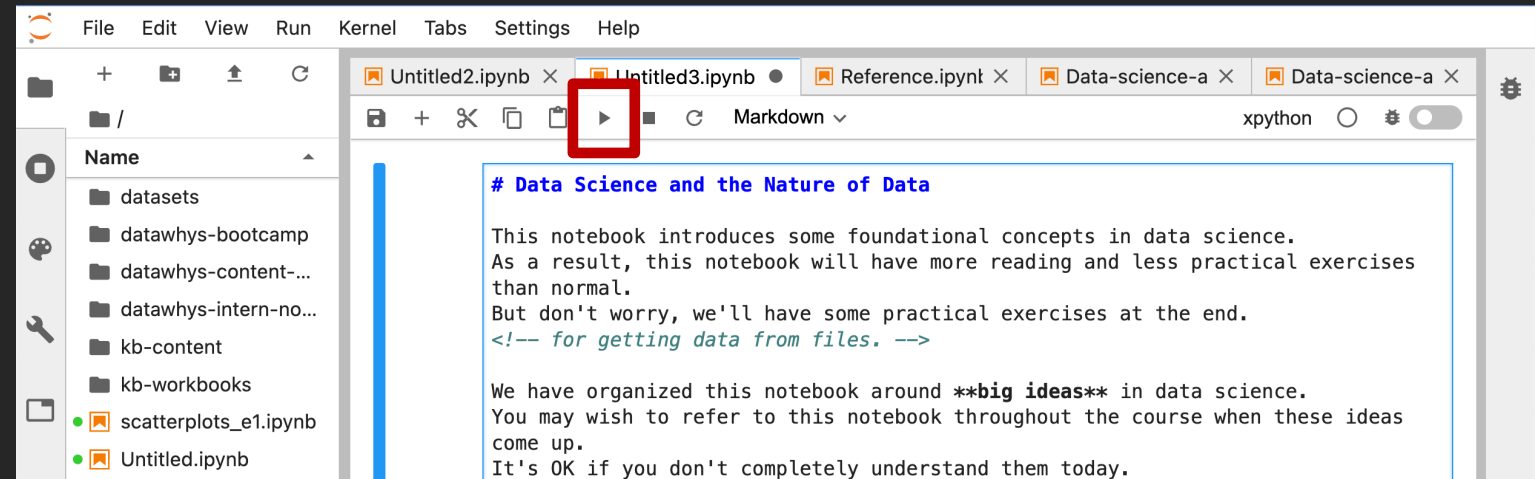 File Edit View Run Kernel Tabs Settings Help
Untitled2.ipynb Untitled3.ipynb Reference.ipynb Data-science-a Data-science-a
/
Markdown
xpython
Name
datasets
datawhys-bootcamp
datawhys-content-...
datawhys-intern-no...
kb-content
kb-workbooks
scatterplots_e1.ipynb
Untitled.ipynb
# Data Science and the Nature of Data
This notebook introduces some foundational concepts in data science.
As a result, this notebook will have more reading and less practical exercises
than normal.
But don't worry, we'll have some practical exercises at the end.
<!-- for getting data from files. -->
We have organized this notebook around **big ideas** in data science.
You may wish to refer to this notebook throughout the course when these ideas
come up.
It's OK if you don't completely understand them today.